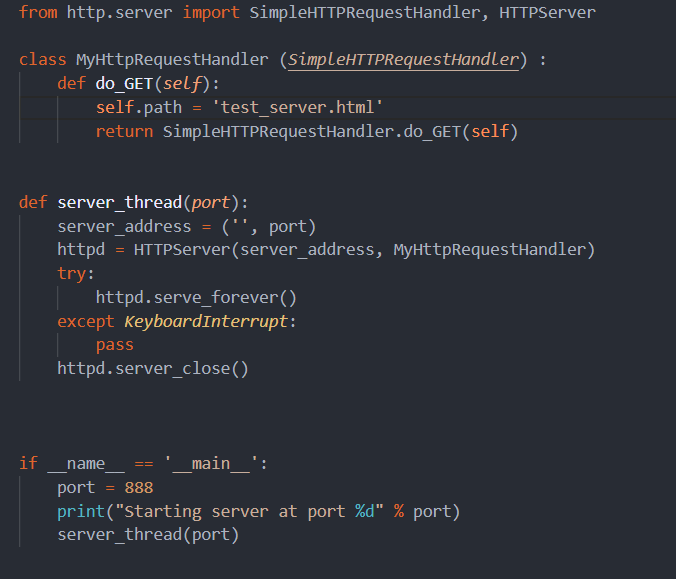 from http.server import SimpleHTTPRequestHandler, HTTPServer
class MyHttpRequestHandler (SimpleHTTPRequestHandler) :
    def do_GET(self):
        self.path = 'test_server.html'
        return SimpleHTTPRequestHandler.do_GET(self)
def server_thread(port):
    server_address = ('', port)
    httpd = HTTPServer(server_address, MyHttpRequestHandler)
    try:
        httpd.serve_forever()
    except KeyboardInterrupt:
        pass
    httpd.server_close()
if __name__ == '__main__':
    port = 888
    print("Starting server at port %d" % port)
    server_thread(port)